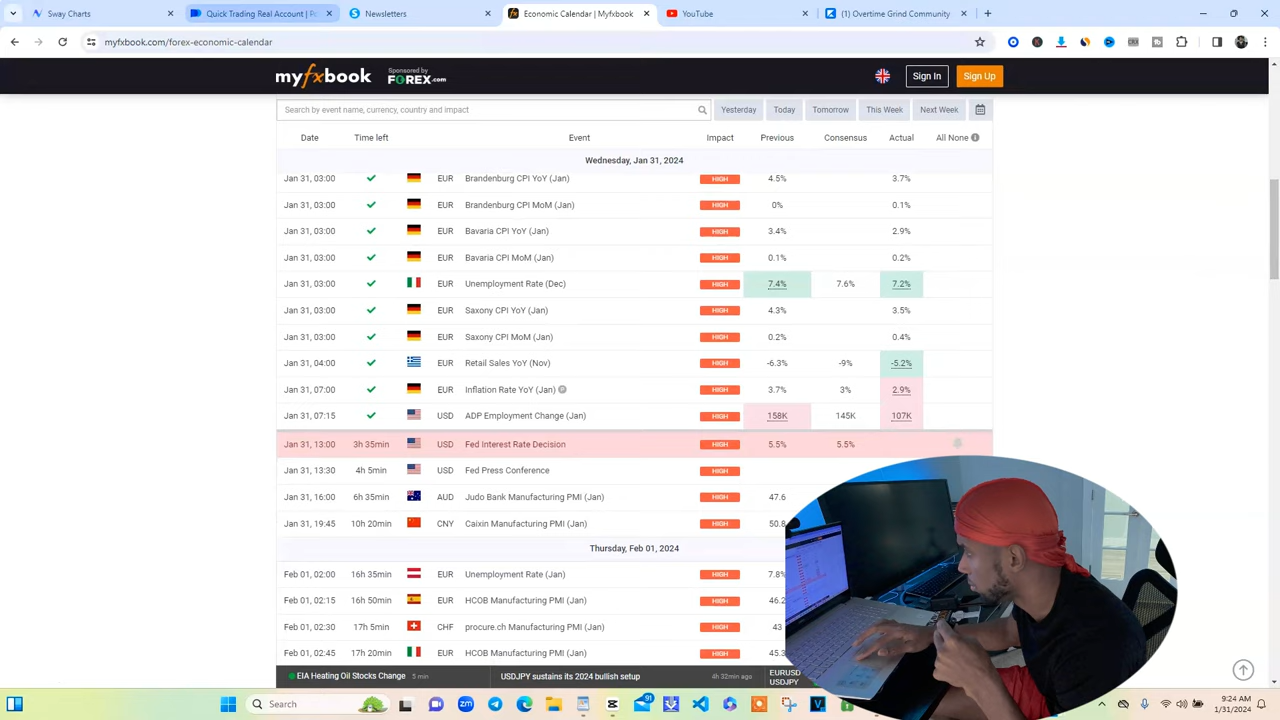 Sway Charts
Quick Trading Real Account | Po
Newsletters
Economic Calendar | Myfxbook
YouTube
(1) Overtime Grind Community
myfxbook.com/forex-economic-calendar
myfxbook
Sponsored by
FOREX.com
Sign In
Sign Up
Search by event name, currency, country and impact
Yesterday
Today
Tomorrow
This Week
Next Week
Date Time left Event Impact Previous Consensus Actual All None
Wednesday, Jan 31, 2024
Jan 31, 03:00 EUR Brandenburg CPI YoY (Jan) HIGH 4.5% 3.7%
Jan 31, 03:00 EUR Brandenburg CPI MoM (Jan) HIGH 0% 0.1%
Jan 31, 03:00 EUR Bavaria CPI YoY (Jan) HIGH 3.4% 2.9%
Jan 31, 03:00 EUR Bavaria CPI MoM (Jan) HIGH 0.1% 0.2%
Jan 31, 03:00 EUR Unemployment Rate (Dec) HIGH 7.4% 7.6% 7.2%
Jan 31, 03:00 EUR Saxony CPI YoY (Jan) HIGH 4.3% 3.5%
Jan 31, 03:00 EUR Saxony CPI MoM (Jan) HIGH 0.2% 0.4%
Jan 31, 04:00 EUR Retail Sales YoY (Nov) HIGH -6.3% -9% -5.2%
Jan 31, 07:00 EUR Inflation Rate YoY (Jan) P HIGH 3.7% 3% 2.9%
Jan 31, 07:15 USD ADP Employment Change (Jan) HIGH 158K 145K 107K
Jan 31, 13:00 3h 35min USD Fed Interest Rate Decision HIGH 5.5% 5.5%
Jan 31, 13:30 4h 5min USD Fed Press Conference HIGH
Jan 31, 16:00 6h 35min AUD Judo Bank Manufacturing PMI (Jan) HIGH 47.6
Jan 31, 19:45 10h 20min CNY Caixin Manufacturing PMI (Jan) HIGH 50.8
Thursday, Feb 01, 2024
Feb 01, 02:00 16h 35min EUR Unemployment Rate (Jan) HIGH 7.8%
Feb 01, 02:15 16h 50min EUR HCOB Manufacturing PMI (Jan) HIGH 46.2
Feb 01, 02:30 17h 5min CHF procure.ch Manufacturing PMI (Jan) HIGH 43
Feb 01, 02:45 17h 20min EUR HCOB Manufacturing PMI (Jan) HIGH 45.3
EIA Heating Oil Stocks Change 5 min
USDJPY sustains its 2024 bullish setup 4h 32min ago
EURUSD
USDJPY
Search
91
9:24 AM
1/31/2024